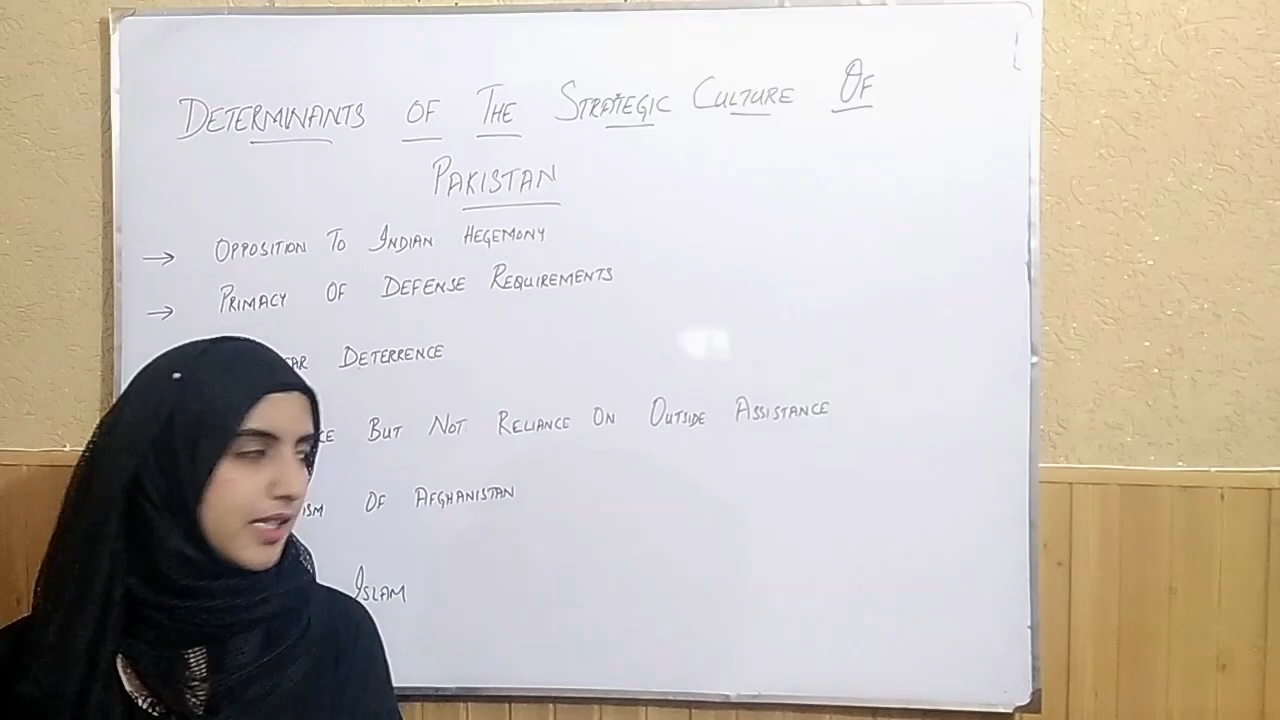 DETERMINANTS OF THE STRATEGIC CULTURE OF
PAKISTAN
→ OPPOSITION TO INDIAN HEGEMONY
→ PRIMACY OF DEFENSE REQUIREMENTS
DETERRENCE
BUT NOT RELIANCE ON OUTSIDE ASSISTANCE
OF AFGHANISTAN
ISLAM